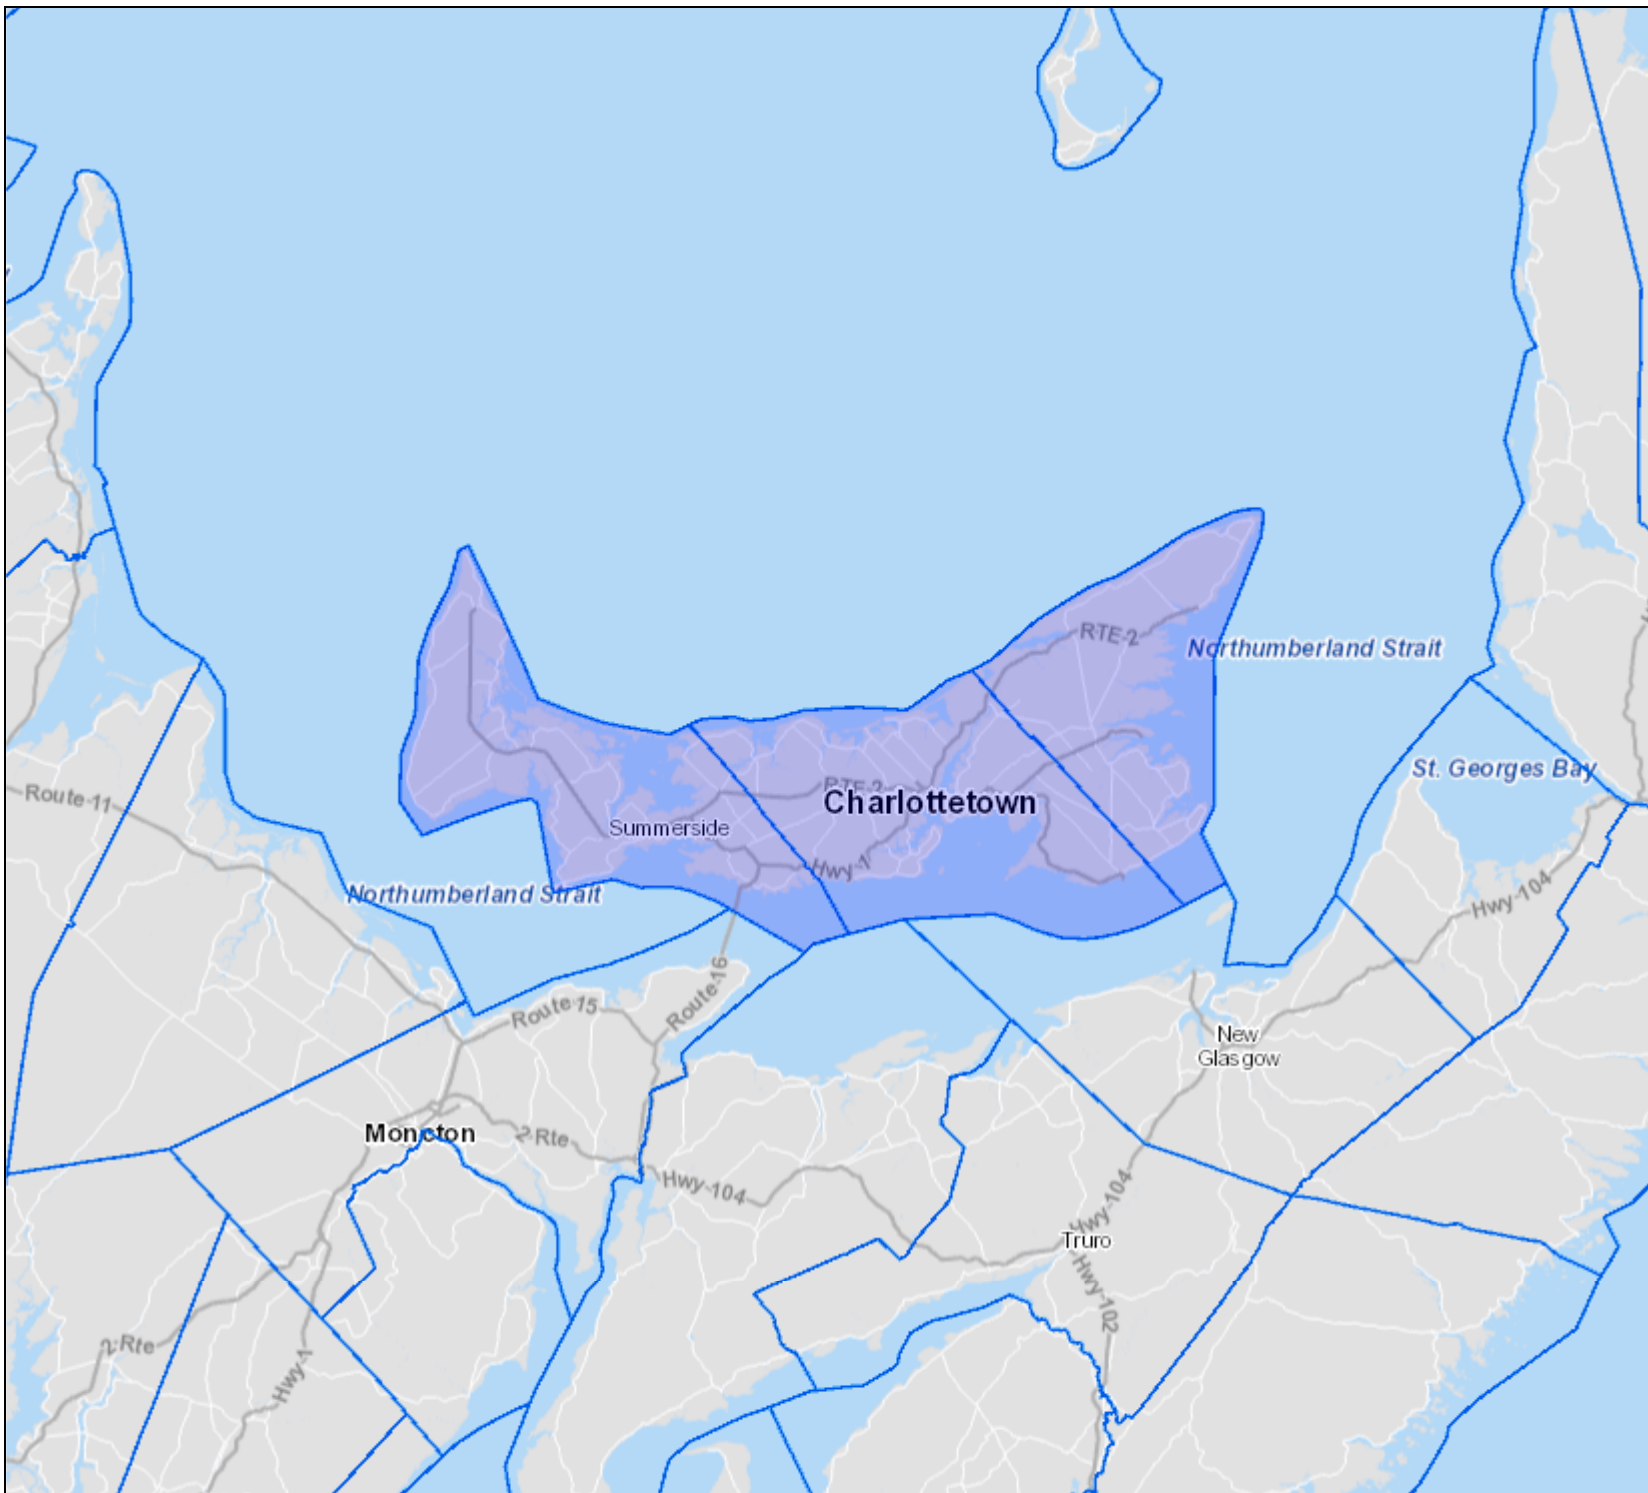 RTE-2
Northumberland Strait
St. Georges Bay
Route-11
RTE-2
Charlottetown
Summerside
Hwy-1
Northumberland Strait
Hwy-104
Route-16
Route-15
New
Glasgow
Moncton
2-Rte
Hwy-104
Hwy-104
Truro
Hwy-102
2-Rte
Hwy-1